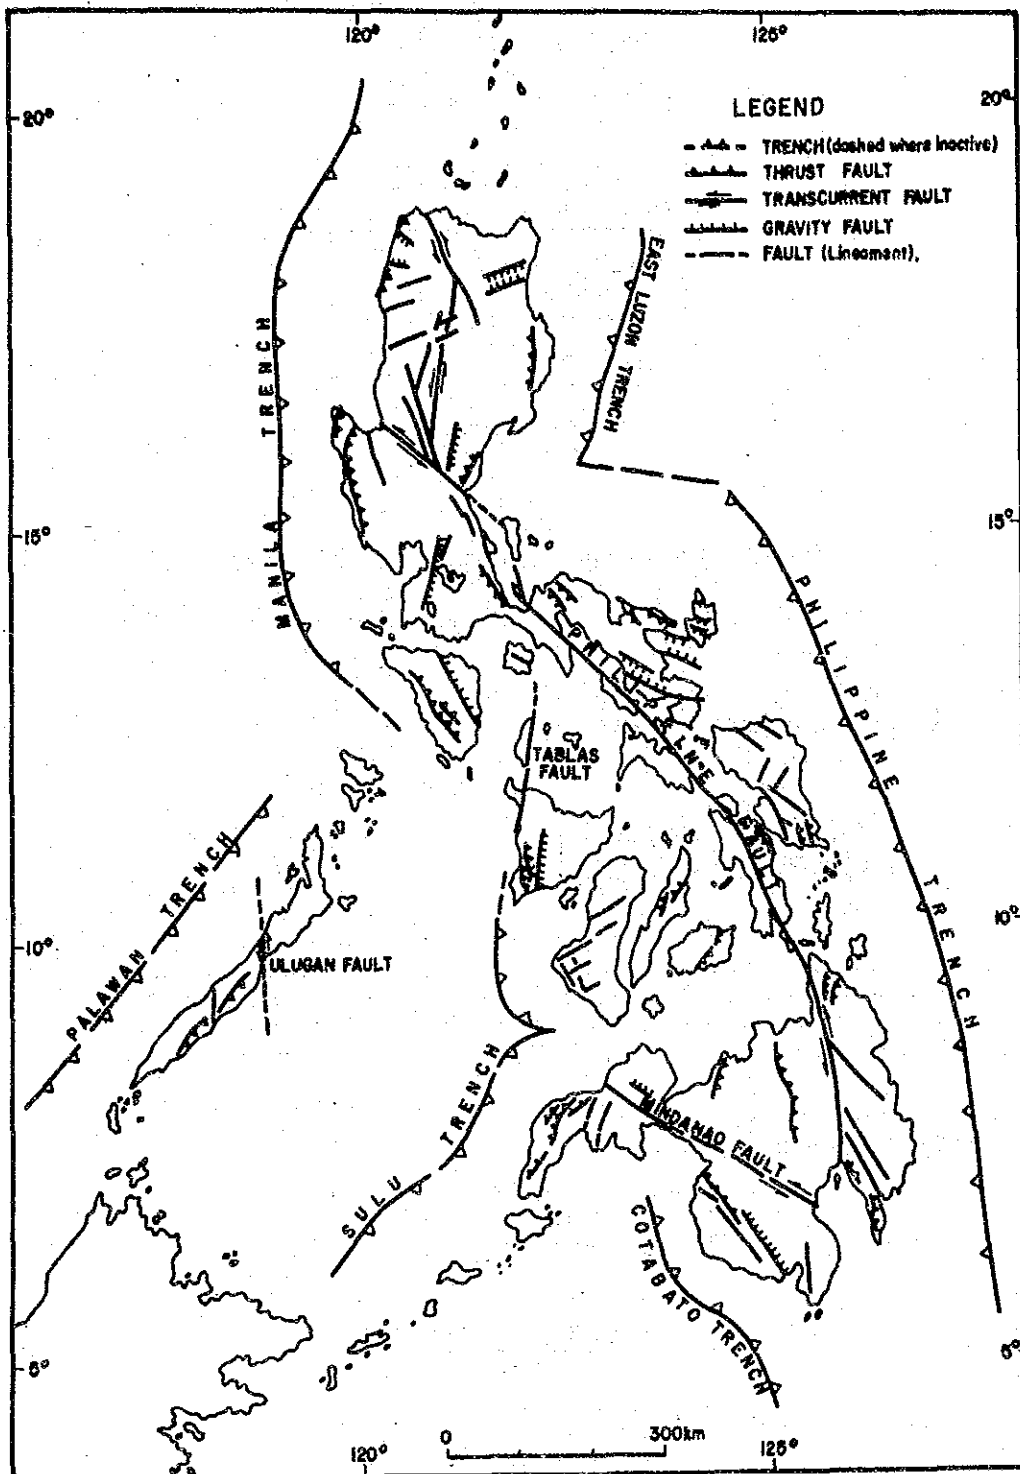 120°
125°
20°
20°
LEGEND
TRENCH (dashed where inactive)
THRUST FAULT
TRANSCURRENT FAULT
GRAVITY FAULT
FAULT (Lineament).
EAST LUZON TRENCH
MANILA TRENCH
15°
15°
PHILIPPINE TRENCH
PHILIPPINE FAULT
TABLAS
FAULT
PALAWAN TRENCH
10°
10°
ULUGAN FAULT
SULU TRENCH
MINDANAO FAULT
COTABATO TRENCH
5°
5°
0
300km
120°
125°